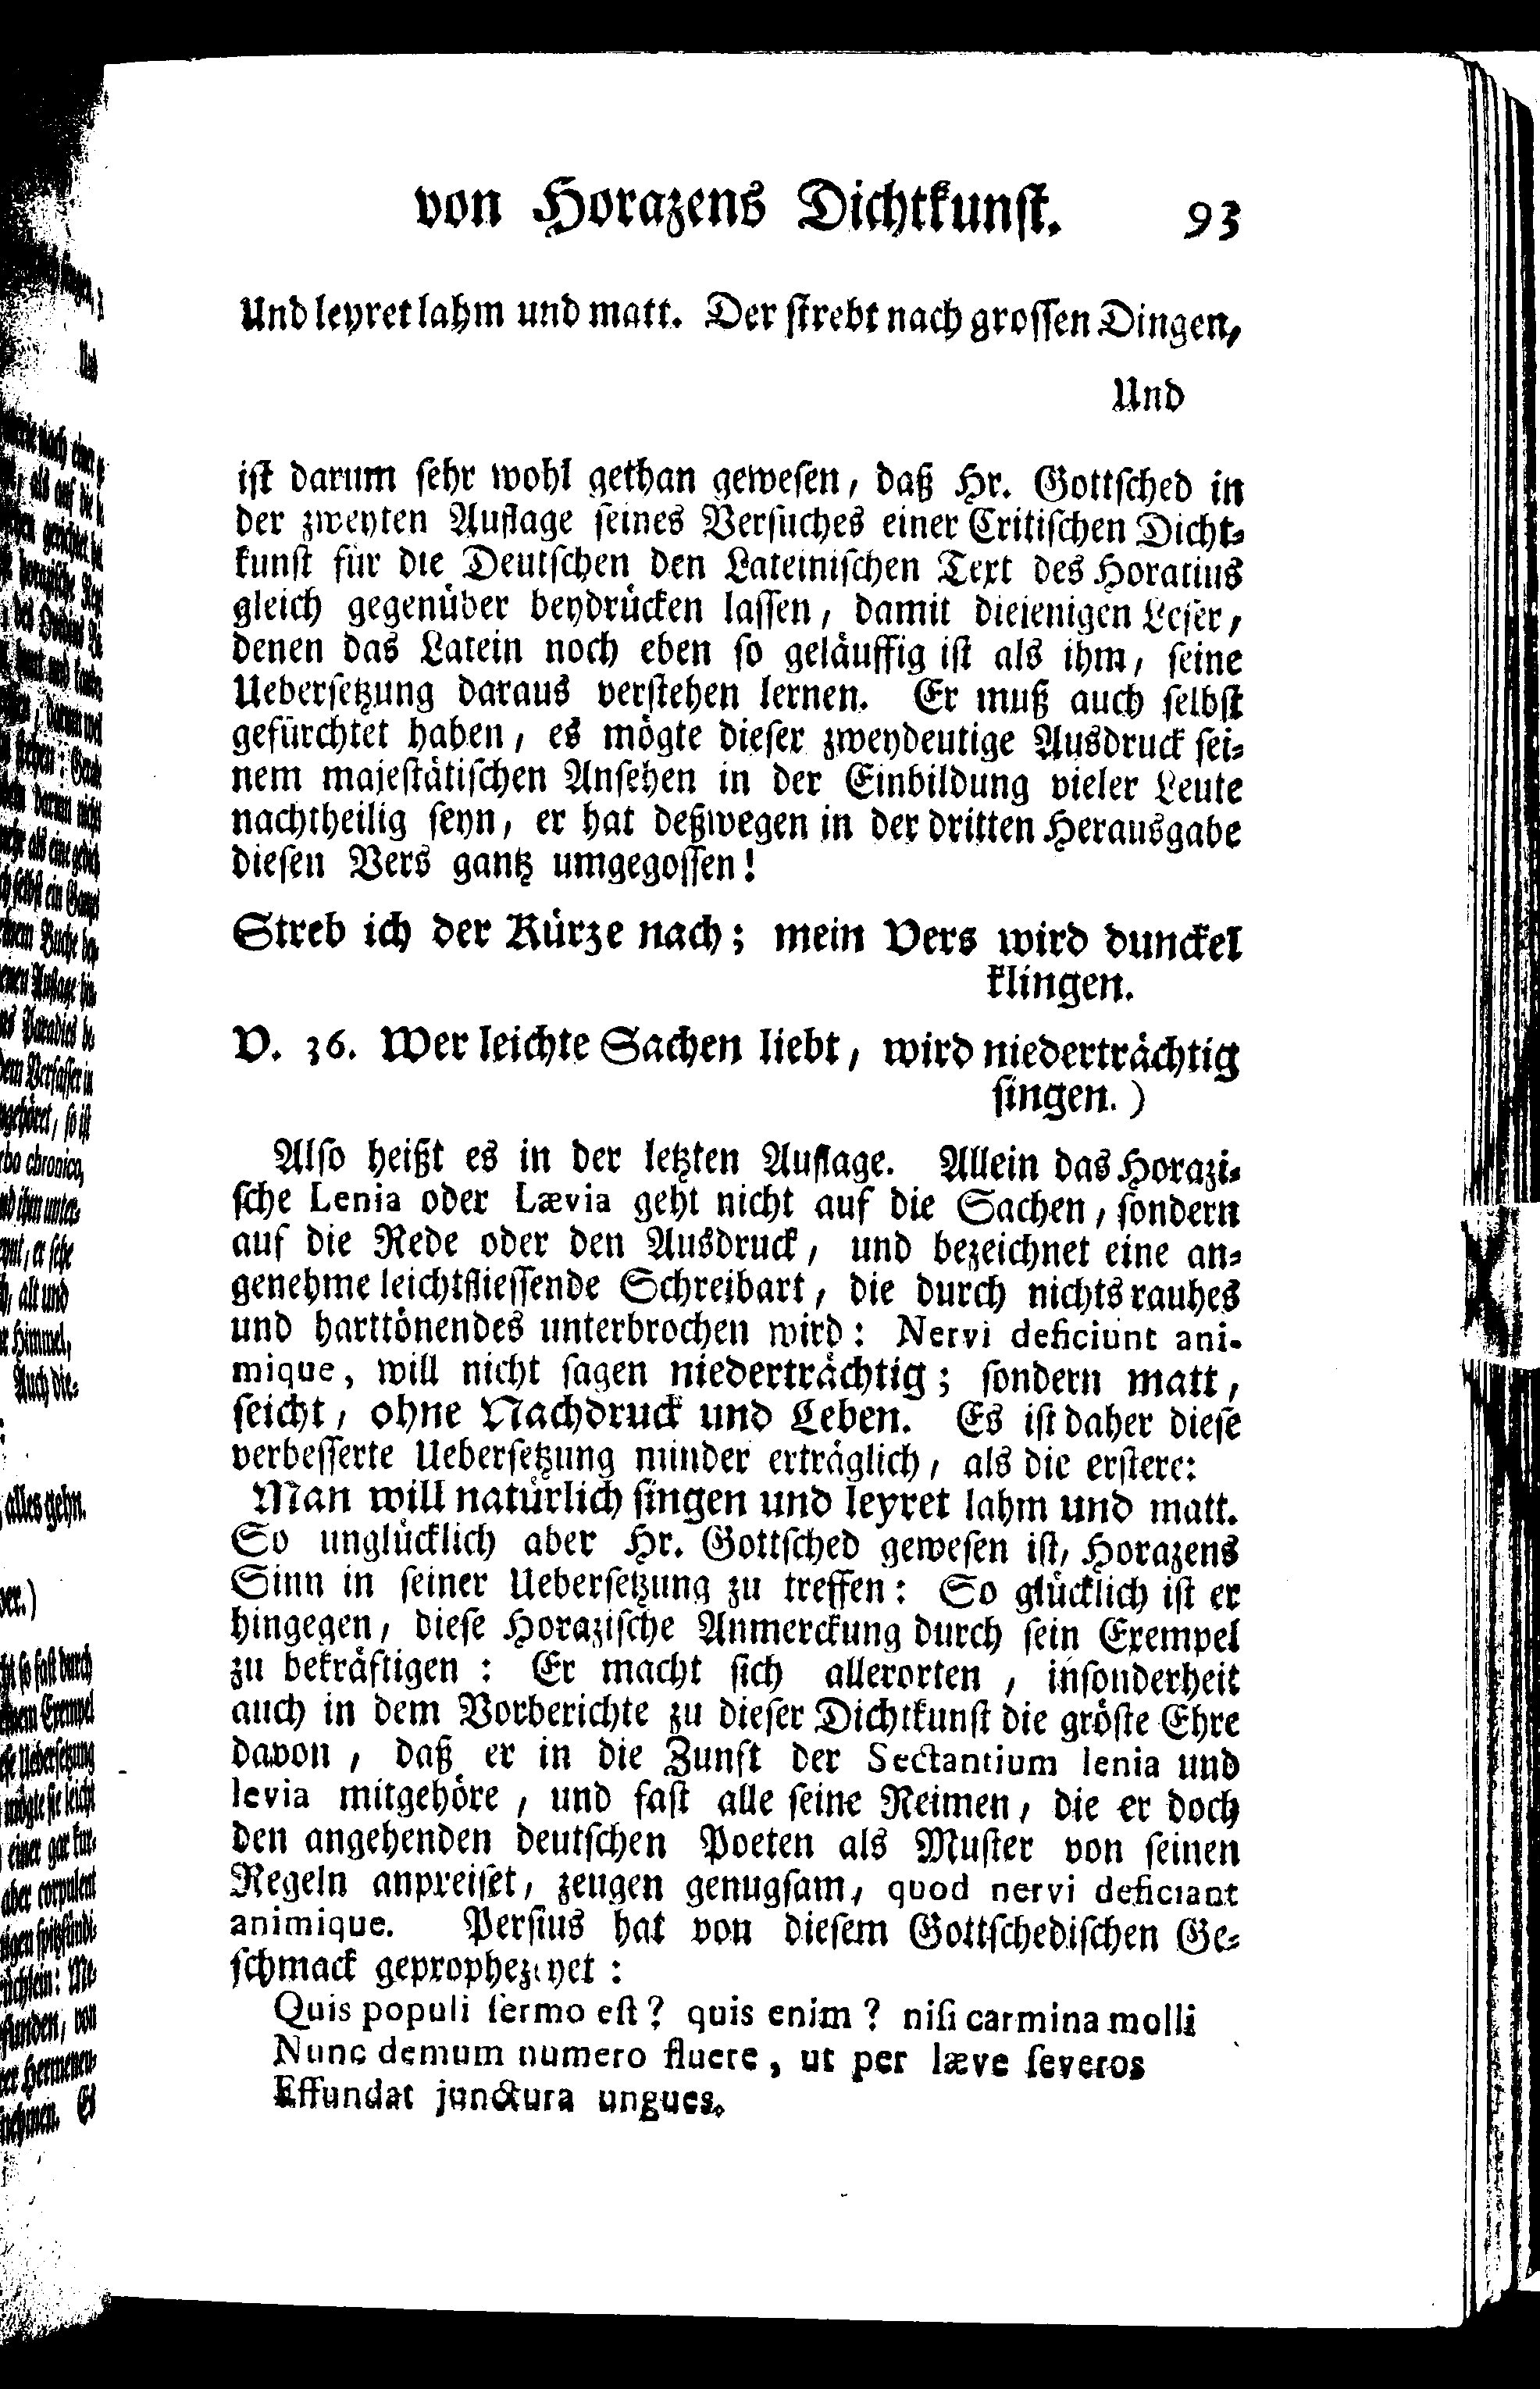 von Horazens Dichtkunst. 93
Und leyret lahm und matt. Der strebt nach grossen Dingen,
Und
ist darum sehr wohl gethan gewesen, daß Hr. Gottsched in
der zweyten Auflage seines Versuches einer Critischen Dicht-
kunst für die Deutschen den Lateinischen Text des Horatius
gleich gegenüber beydrücken lassen, damit diejenigen Leser,
denen das Latein noch eben so geläuffig ist als ihm, seine
Uebersetzung daraus verstehen lernen. Er muß auch selbst
gefürchtet haben, es mögte dieser zweydeutige Ausdruck sei-
nem majestätischen Ansehen in der Einbildung vieler Leute
nachtheilig seyn, er hat deßwegen in der dritten Herausgabe
diesen Vers gantz umgegossen!
Streb ich der Kürze nach; mein Vers wird dunckel
klingen.
V. 36. Wer leichte Sachen liebt, wird niederträchtig
singen.)
Also heißt es in der letzten Auflage. Allein das Horazi-
sche Lenia oder Lævia geht nicht auf die Sachen, sondern
auf die Rede oder den Ausdruck, und bezeichnet eine an-
genehme leichtfliessende Schreibart, die durch nichts rauhes
und harttönendes unterbrochen wird: Nervi deficiunt ani-
mique, will nicht sagen niederträchtig; sondern matt,
seicht, ohne Nachdruck und Leben. Es ist daher diese
verbesserte Uebersetzung minder erträglich, als die erstere:
Man will natürlich singen und leyret lahm und matt.
So unglücklich aber Hr. Gottsched gewesen ist, Horazens
Sinn in seiner Uebersetzung zu treffen: So glücklich ist er
hingegen, diese Horazische Anmerckung durch sein Exempel
zu bekräftigen: Er macht sich allerorten, insonderheit
auch in dem Vorberichte zu dieser Dichtkunst die gröste Ehre
davon, daß er in die Zunft der Sectantium lenia und
levia mitgehöre, und fast alle seine Reimen, die er doch
den angehenden deutschen Poeten als Muster von seinen
Regeln anpreiset, zeugen genugsam, quod nervi deficiant
animique. Persius hat von diesem Gottschedischen Ge-
schmack geprophezeyet:
Quis populi sermo est? quis enim? nisi carmina molli
Nunc demum numero fluere, ut per læve severos
Effundat junctura ungues.